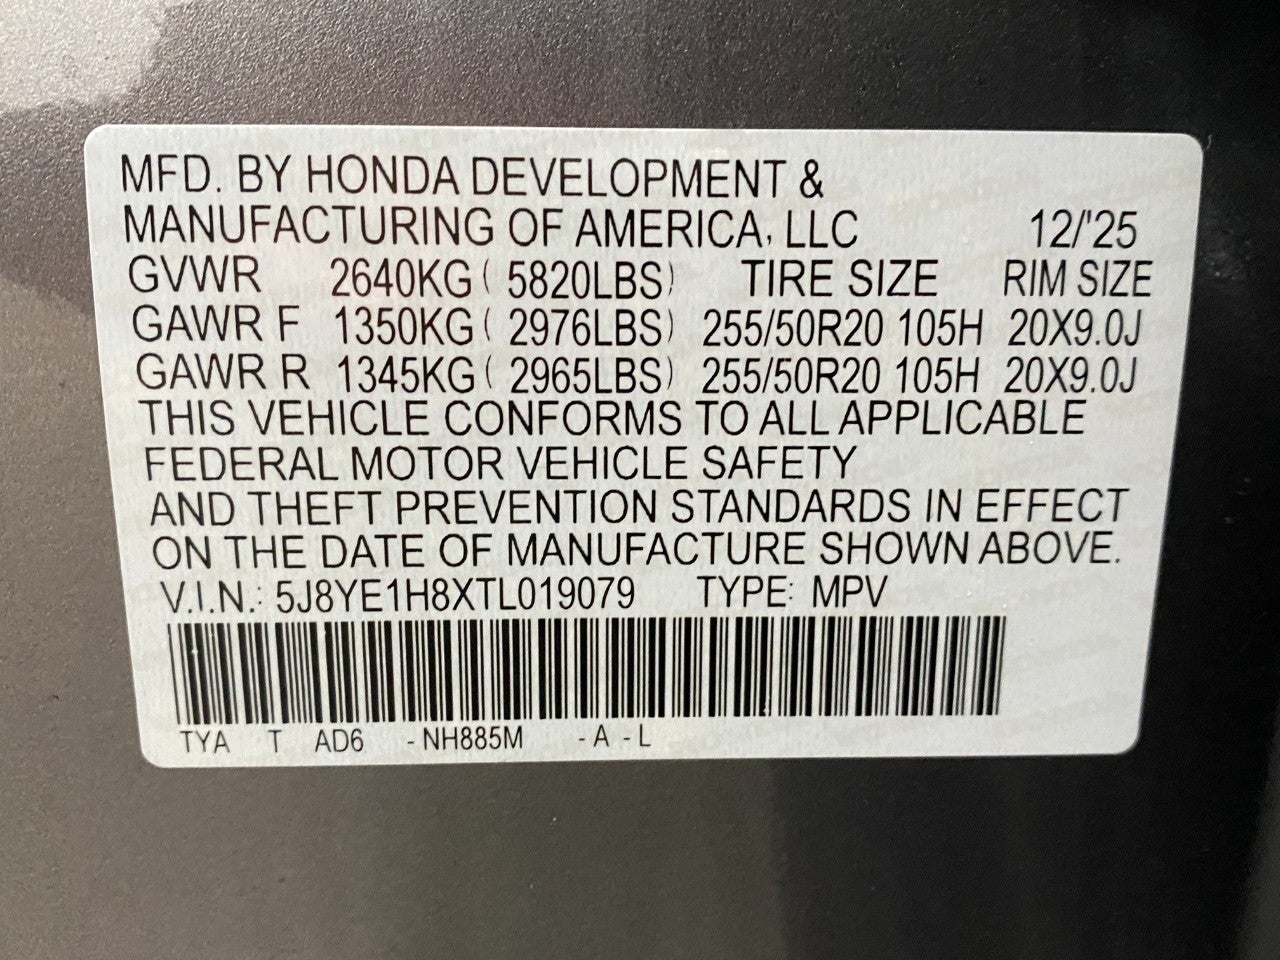 MFD. BY HONDA DEVELOPMENT &
MANUFACTURING OF AMERICA, LLC 12/'25
GVWR 2640KG ( 5820LBS) TIRE SIZE RIM SIZE
GAWR F 1350KG ( 2976LBS) 255/50R20 105H 20X9.0J
GAWR R 1345KG ( 2965LBS) 255/50R20 105H 20X9.0J
THIS VEHICLE CONFORMS TO ALL APPLICABLE
FEDERAL MOTOR VEHICLE SAFETY
AND THEFT PREVENTION STANDARDS IN EFFECT
ON THE DATE OF MANUFACTURE SHOWN ABOVE.
V.I.N.: 5J8YE1H8XTL019079 TYPE: MPV
TYA T AD6 -NH885M -A -L